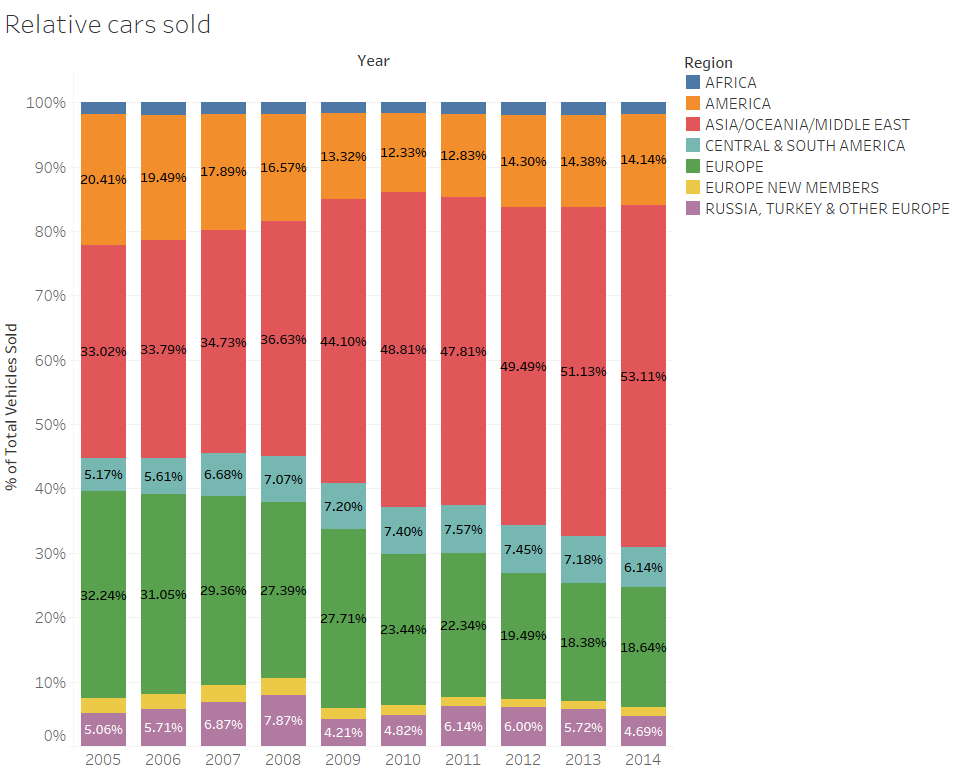 Relative cars sold
Year
Region
AFRICA
AMERICA
ASIA/OCEANIA/MIDDLE EAST
CENTRAL & SOUTH AMERICA
EUROPE
EUROPE NEW MEMBERS
RUSSIA, TURKEY & OTHER EUROPE
% of Total Vehicles Sold
100%
90%
80%
70%
60%
50%
40%
30%
20%
10%
0%
20.41% 19.49% 17.89% 16.57% 13.32% 12.33% 12.83% 14.30% 14.38% 14.14%
33.02% 33.79% 34.73% 36.63% 44.10% 48.81% 47.81% 49.49% 51.13% 53.11%
5.17% 5.61% 6.68% 7.07% 7.20% 7.40% 7.57% 7.45% 7.18% 6.14%
32.24% 31.05% 29.36% 27.39% 27.71% 23.44% 22.34% 19.49% 18.38% 18.64%
5.06% 5.71% 6.87% 7.87% 4.21% 4.82% 6.14% 6.00% 5.72% 4.69%
2005 2006 2007 2008 2009 2010 2011 2012 2013 2014